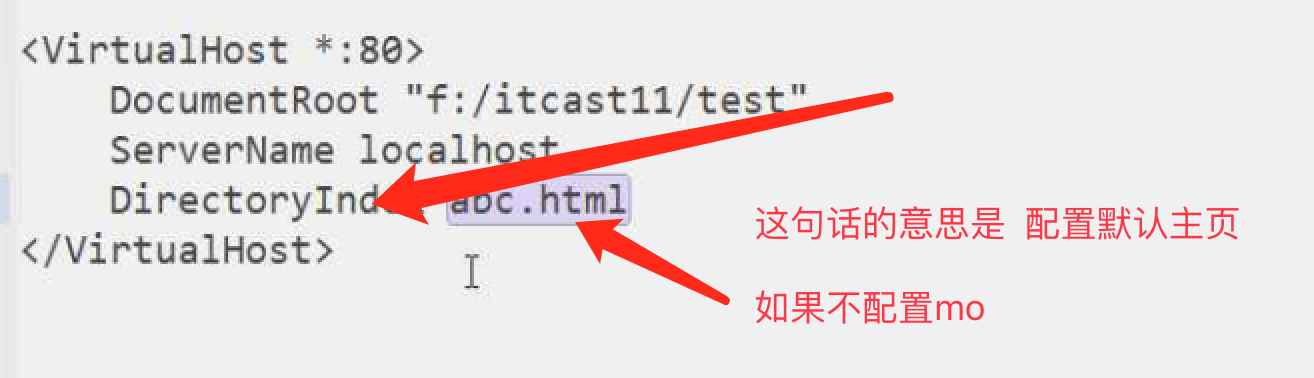 <VirtualHost *:80>
DocumentRoot "f:/itcast11/test"
ServerName localhost
DirectoryIndex abc.html
</VirtualHost>
这句话的意思是 配置默认主页
如果不配置mo